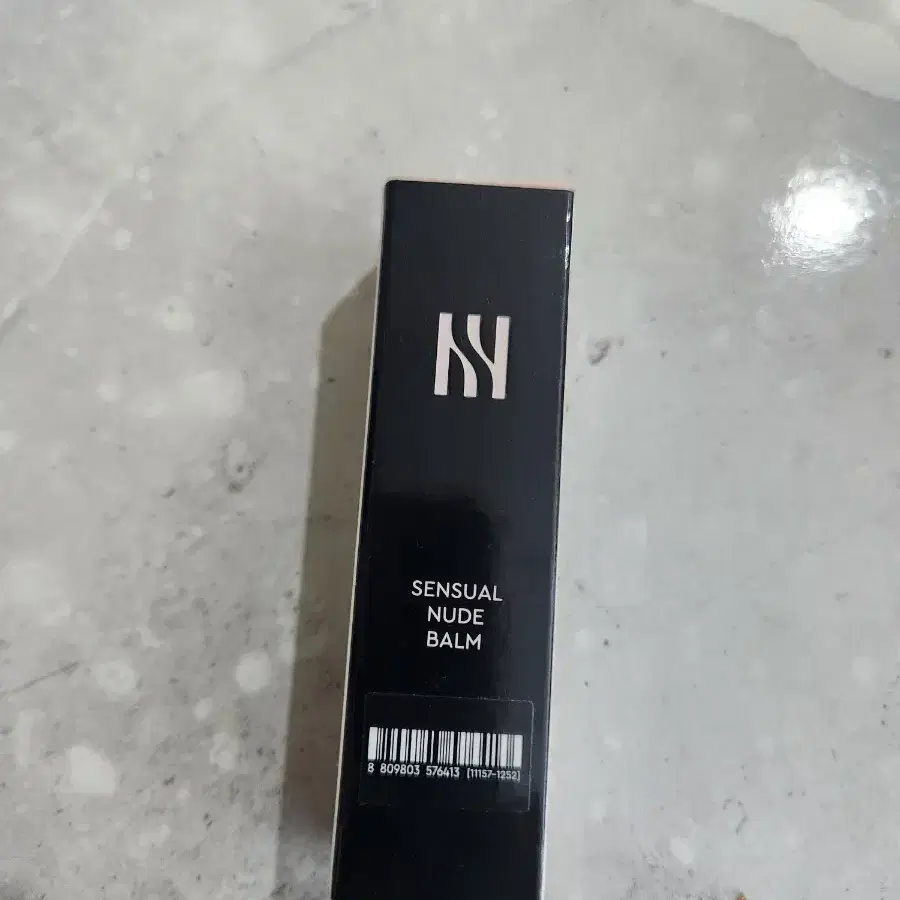 SENSUAL
NUDE
BALM
8 809803 576413 [11157-1252]